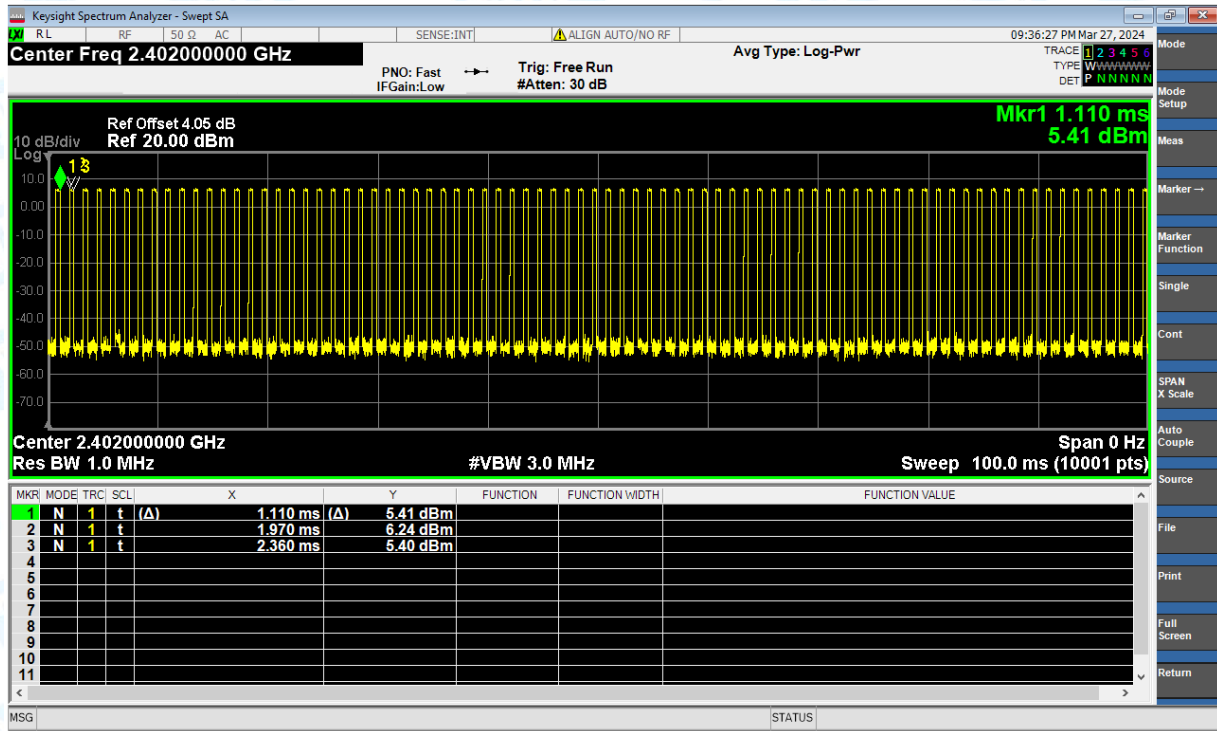 Keysight Spectrum Analyzer - Swept SA
LXI RL RF 50 Ω AC SENSE:INT ALIGN AUTO/NO RF 09:36:27 PM Mar 27, 2024
Center Freq 2.402000000 GHz
PNO: Fast
IFGain:Low
Trig: Free Run
#Atten: 30 dB
Avg Type: Log-Pwr
TRACE 1 2 3 4 5 6
TYPE WWWWWW
DET P N N N N N
Mkr1 1.110 ms
5.41 dBm
Ref Offset 4.05 dB
10 dB/div Ref 20.00 dBm
Log
1 3
10.0
0.00
-10.0
-20.0
-30.0
-40.0
-50.0
-60.0
-70.0
Center 2.402000000 GHz Span 0 Hz
Res BW 1.0 MHz #VBW 3.0 MHz Sweep 100.0 ms (10001 pts)
MKR MODE TRC SCL X Y FUNCTION FUNCTION WIDTH FUNCTION VALUE
1 N 1 t (Δ) 1.110 ms (Δ) 5.41 dBm
2 N 1 t 1.970 ms 6.24 dBm
3 N 1 t 2.360 ms 5.40 dBm
4
5
6
7
8
9
10
11
MSG STATUS
Mode
Mode
Setup
Meas
Marker →
Marker
Function
Single
Cont
SPAN
X Scale
Auto
Couple
Source
File
Print
Full
Screen
Return